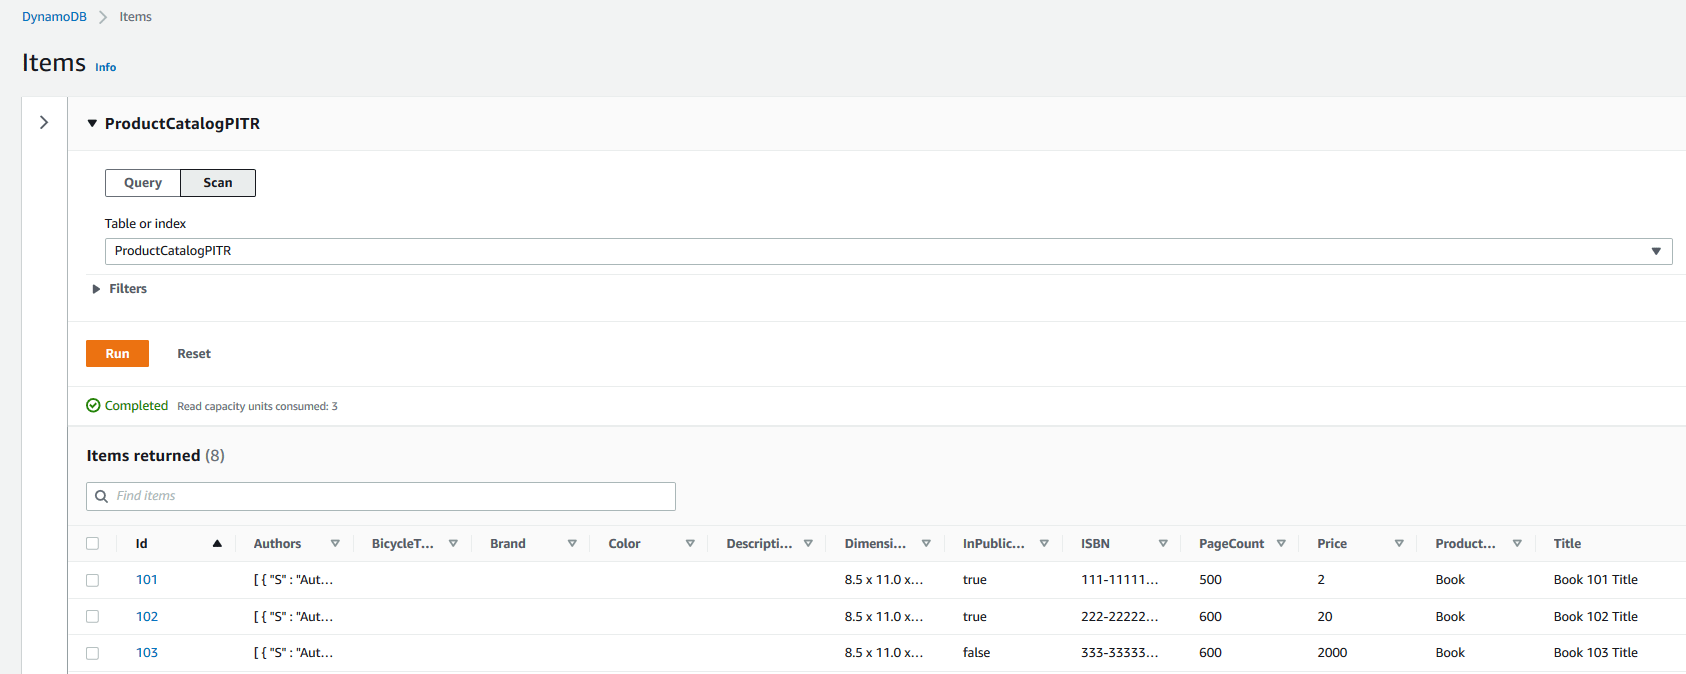 DynamoDB > Items
Items Info
ProductCatalogPITR
Query Scan
Table or index
ProductCatalogPITR
Filters
Run Reset
Completed Read capacity units consumed: 3
Items returned (8)
Find items
Id Authors BicycleT... Brand Color Descripti... Dimensi... InPublic... ISBN PageCount Price Product... Title
101 [ { "S" : "Aut... 8.5 x 11.0 x... true 111-11111... 500 2 Book Book 101 Title
102 [ { "S" : "Aut... 8.5 x 11.0 x... true 222-22222... 600 20 Book Book 102 Title
103 [ { "S" : "Aut... 8.5 x 11.0 x... false 333-33333... 600 2000 Book Book 103 Title